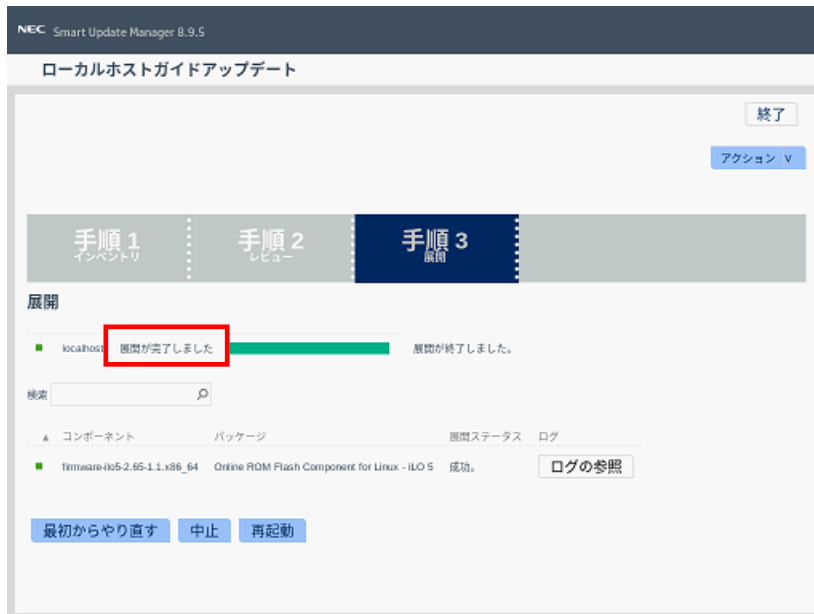 NEC Smart Update Manager 8.9.5
ローカルホストガイドアップデート
終了
アクション ∨
手順 1
インベントリ
手順 2
レビュー
手順 3
展開
展開
localhost 展開が完了しました 展開が終了しました。
検索
▲ コンポーネント パッケージ 展開ステータス ログ
firmware-ilo5-2.65-1.1.x86_64 Online ROM Flash Component for Linux - iLO 5 成功。 ログの参照
最初からやり直す 中止 再起動